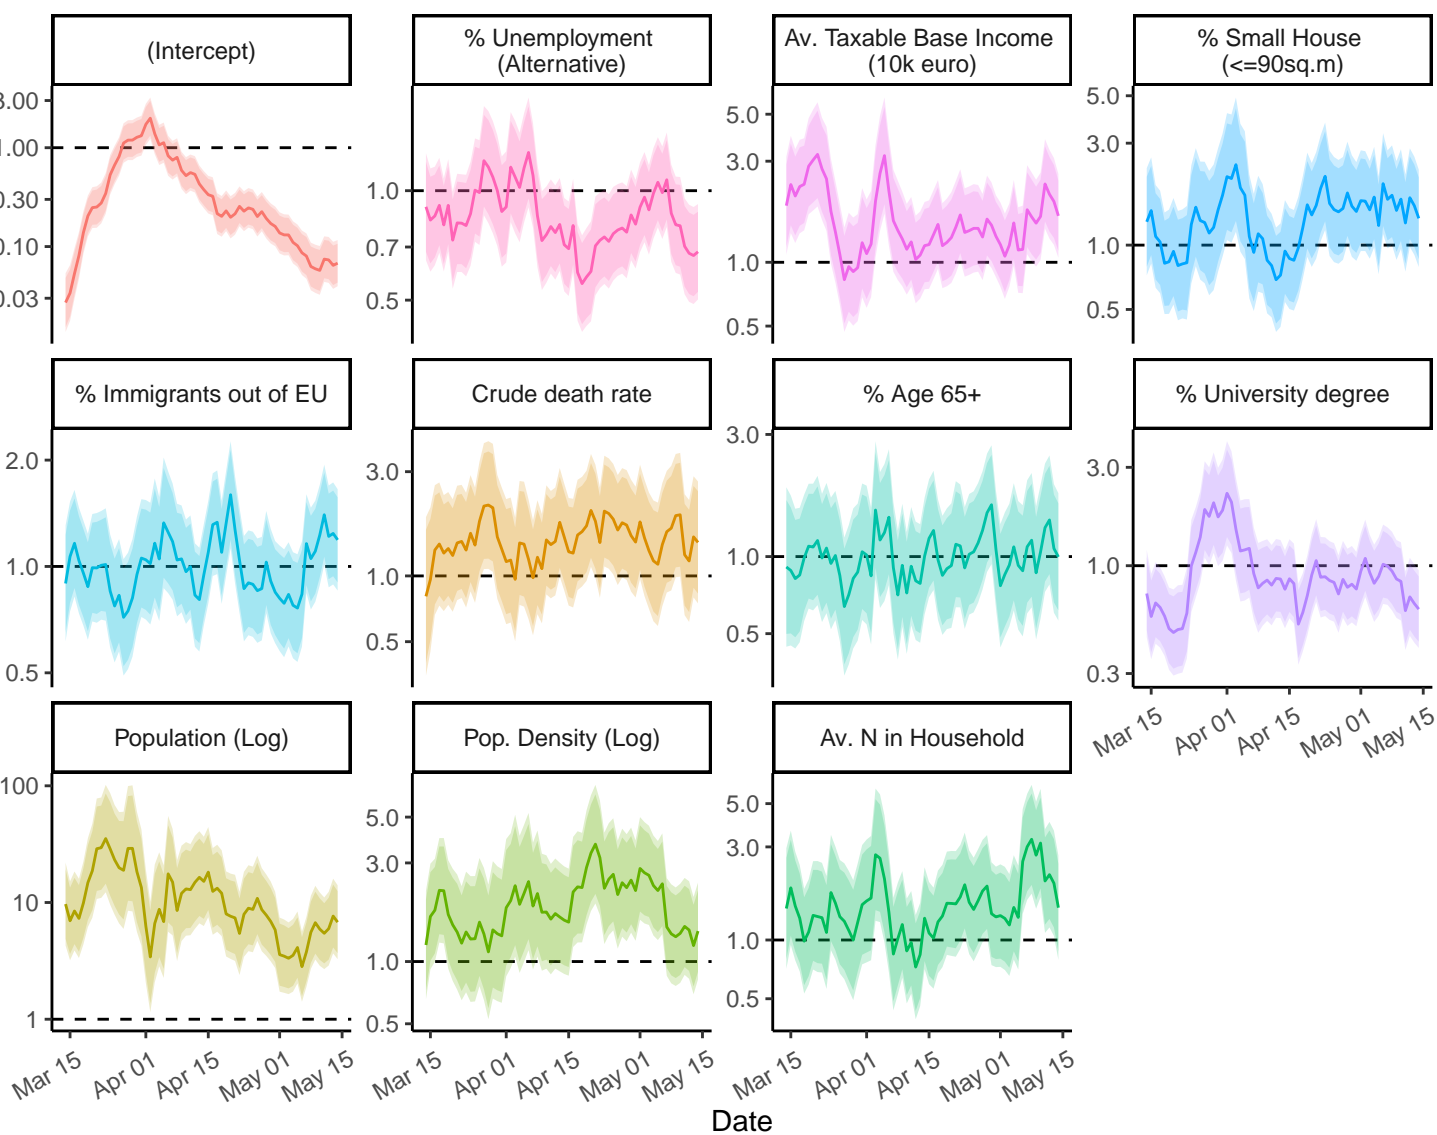 (Intercept)
% Unemployment
(Alternative)
Av. Taxable Base Income
(10k euro)
% Small House
(<=90sq.m)
3.00
1.00
0.30
0.10
0.03
1.0
0.7
0.5
5.0
3.0
1.0
0.5
5.0
3.0
1.0
0.5
% Immigrants out of EU
Crude death rate
% Age 65+
% University degree
2.0
1.0
0.5
3.0
1.0
0.5
3.0
1.0
0.5
3.0
1.0
0.3
Mar 15
Apr 01
Apr 15
May 01
May 15
Population (Log)
Pop. Density (Log)
Av. N in Household
100
10
1
5.0
3.0
1.0
0.5
5.0
3.0
1.0
0.5
Mar 15
Apr 01
Apr 15
May 01
May 15
Mar 15
Apr 01
Apr 15
May 01
May 15
Mar 15
Apr 01
Apr 15
May 01
May 15
Date